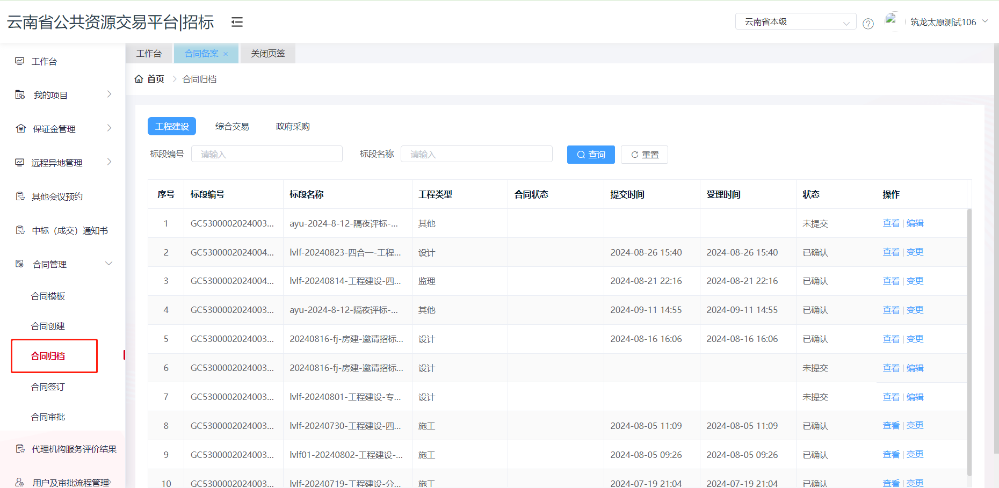 云南省公共资源交易平台|招标
云南省本级
筑龙太原测试106
工作台
我的项目
保证金管理
远程异地管理
其他会议预约
中标（成交）通知书
合同管理
合同模板
合同创建
合同归档
合同签订
合同审批
代理机构服务评价结果
用户及审批流程管理
工作台 合同备案 × 关闭页签
首页 > 合同归档
工程建设 综合交易 政府采购
标段编号 请输入 标段名称 请输入 查询 重置
序号 标段编号 标段名称 工程类型 合同状态 提交时间 受理时间 状态 操作
1 GC5300002024003... ayu-2024-8-12-隔夜评标-... 其他 未提交 查看 | 编辑
2 GC5300002024004... lvlf-20240823-四合一-工程... 设计 2024-08-26 15:40 2024-08-26 15:40 已确认 查看 | 变更
3 GC5300002024004... lvlf-20240814-工程建设-四... 监理 2024-08-21 22:16 2024-08-21 22:16 已确认 查看 | 变更
4 GC5300002024003... ayu-2024-8-12-隔夜评标-... 其他 2024-09-11 14:55 2024-09-11 14:55 已确认 查看 | 变更
5 GC5300002024003... 20240816-fj-房建-邀请招标... 设计 2024-08-16 16:06 2024-08-16 16:06 已确认 查看 | 变更
6 GC5300002024003... 20240816-fj-房建-邀请招标... 设计 未提交 查看 | 编辑
7 GC5300002024003... lvlf-20240801-工程建设-专... 设计 未提交 查看 | 编辑
8 GC5300002024003... lvlf-20240730-工程建设-四... 施工 2024-08-05 11:09 2024-08-05 11:09 已确认 查看 | 变更
9 GC5300002024003... lvlf01-20240802-工程建设-... 施工 2024-08-05 09:26 2024-08-05 09:26 已确认 查看 | 变更
10 GC5300002024003... lvlf-20240719-工程建设-分... 施工 2024-07-19 21:04 2024-07-19 21:04 已确认 查看 | 变更